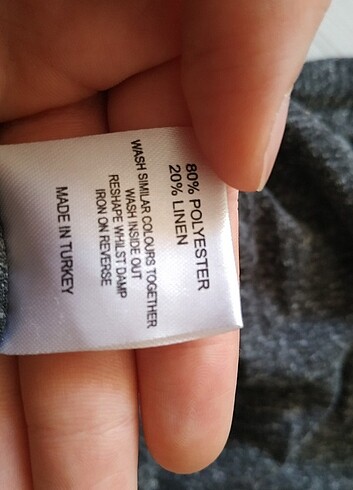 80% POLYESTER
20% LINEN
WASH SIMILAR COLOURS TOGETHER
WASH INSIDE OUT
RESHAPE WHILST DAMP
IRON ON REVERSE
MADE IN TURKEY